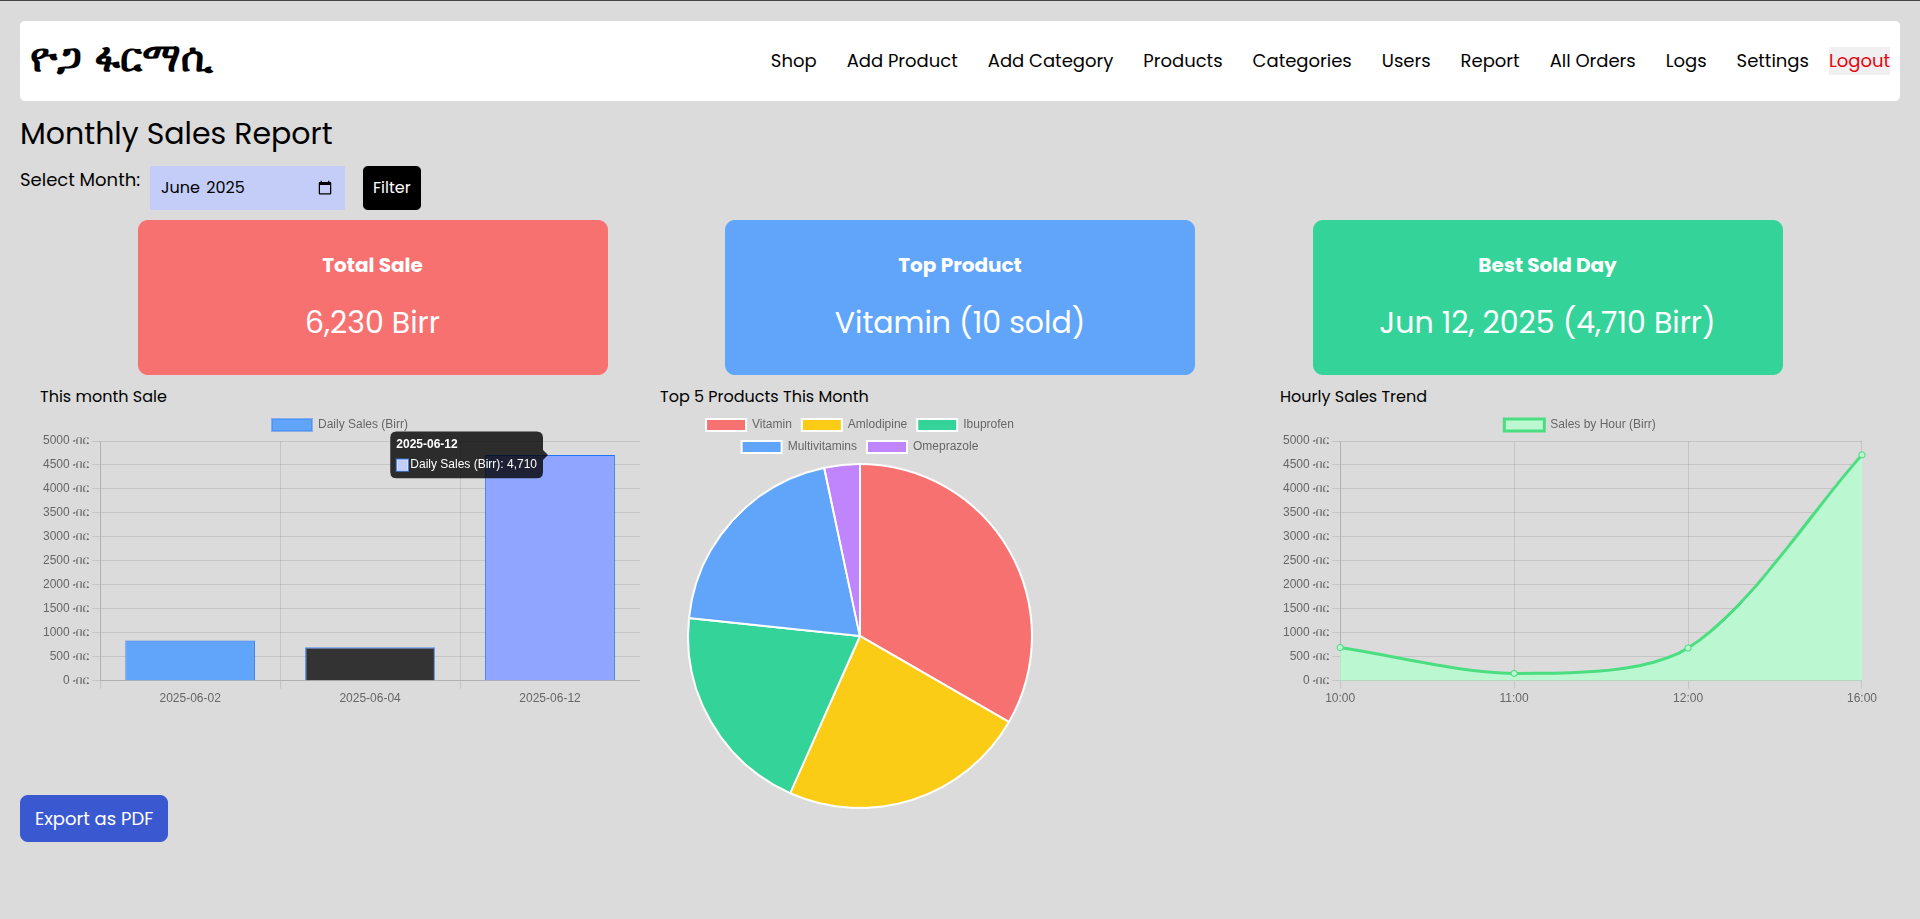 ዮጋ ፋርማሲ
Shop Add Product Add Category Products Categories Users Report All Orders Logs Settings Logout
Monthly Sales Report
Select Month: June 2025 Filter
Total Sale
6,230 Birr
Top Product
Vitamin (10 sold)
Best Sold Day
Jun 12, 2025 (4,710 Birr)
This month Sale
Daily Sales (Birr)
2025-06-12
Daily Sales (Birr): 4,710
5000 ብር
4500 ብር
4000 ብር
3500 ብር
3000 ብር
2500 ብር
2000 ብር
1500 ብር
1000 ብር
500 ብር
0 ብር
2025-06-02 2025-06-04 2025-06-12
Top 5 Products This Month
Vitamin Amlodipine Ibuprofen
Multivitamins Omeprazole
Hourly Sales Trend
Sales by Hour (Birr)
5000 ብር
4500 ብር
4000 ብር
3500 ብር
3000 ብር
2500 ብር
2000 ብር
1500 ብር
1000 ብር
500 ብር
0 ብር
10:00 11:00 12:00 16:00
Export as PDF